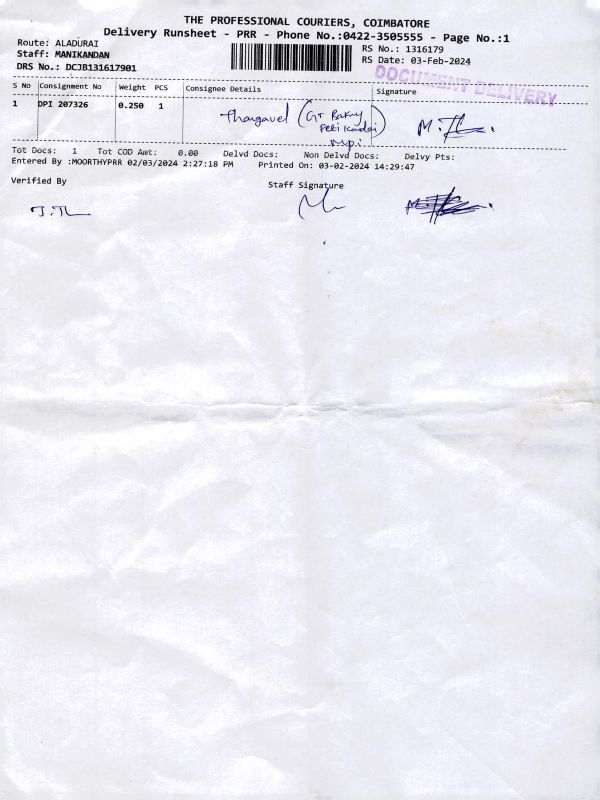 THE PROFESSIONAL COURIERS, COIMBATORE
Delivery Runsheet - PRR - Phone No.:0422-3505555 - Page No.:1
Route: ALADURAI
RS No.: 1316179
Staff: MANIKANDAN
RS Date: 03-Feb-2024
DRS No.: DCJB131617901
DOCUMENT DELIVERY
S No Consignment No Weight PCS Consignee Details Signature
1 DPI 207326 0.250 1 Thangavel (GT
Tot Docs: 1 Tot COD Amt: 0.00 Delvd Docs: Non Delvd Docs: Delvy Pts:
Entered By :MOORTHYPRR 02/03/2024 2:27:18 PM Printed On: 03-02-2024 14:29:47
Verified By
Staff Signature